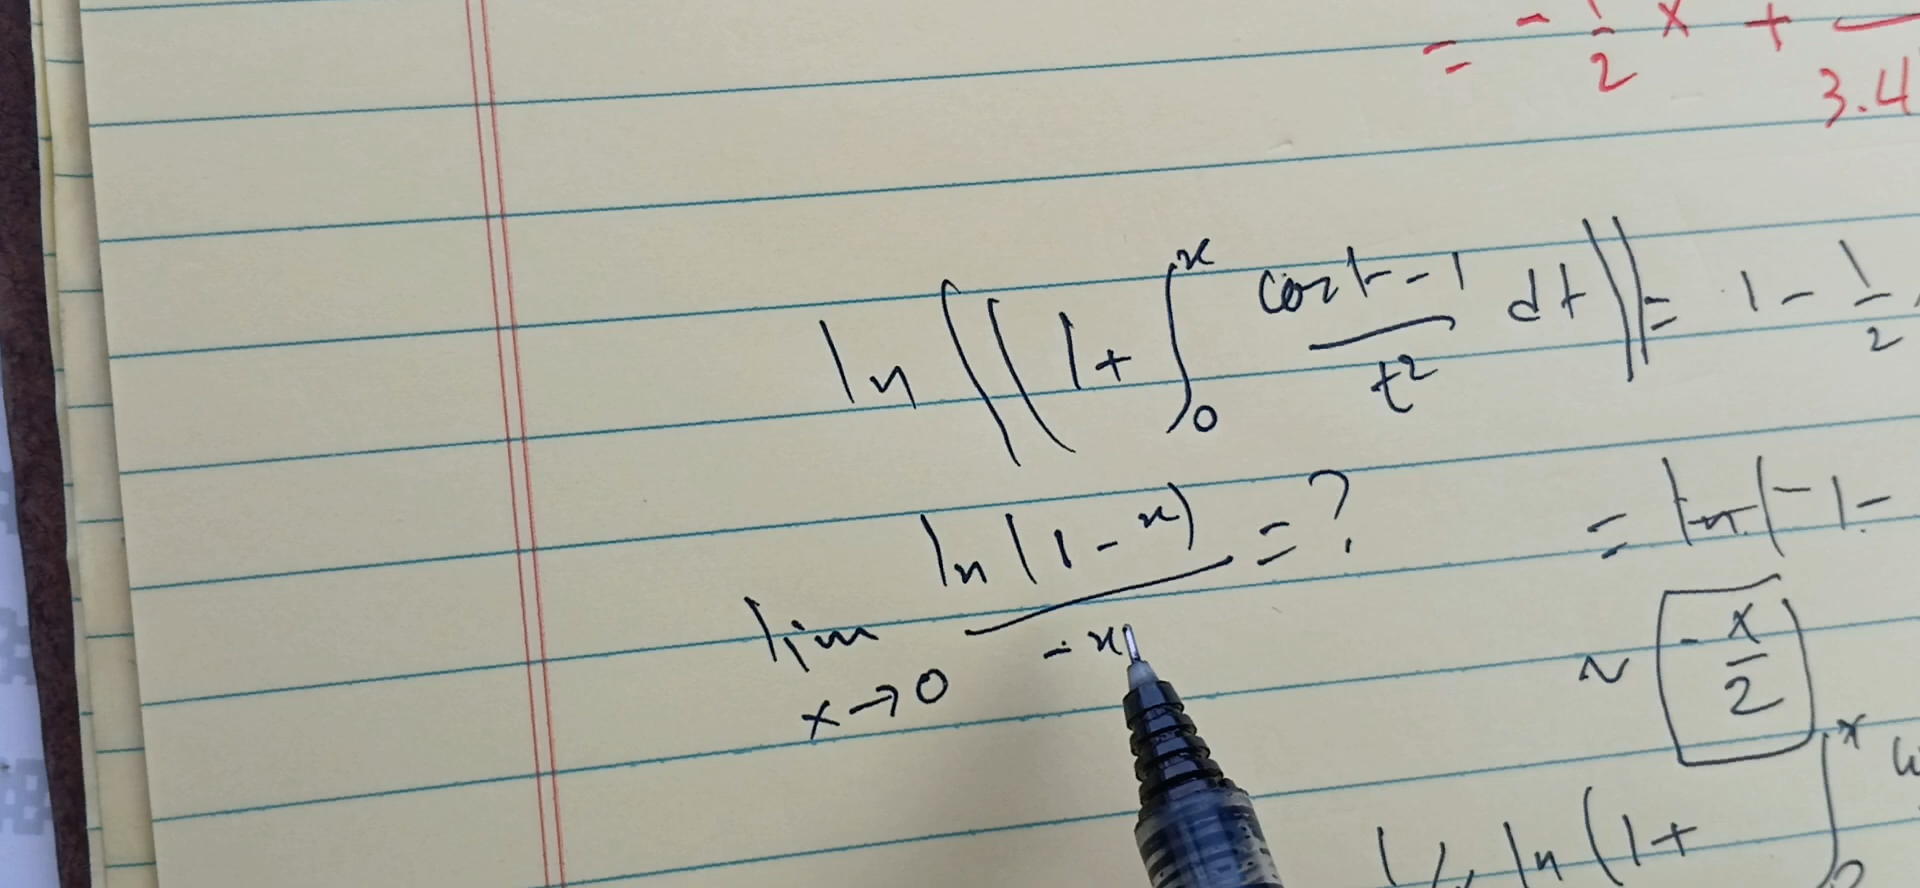 = - 1/2 x + 3.4
ln((1+ ∫₀ˣ (cos t - 1)/t² dt)) = 1 - 1/2
lim x→0 ln(1-x)/-x = ?
= ln(-1-
~ - x/2
ln(1+ ∫ x